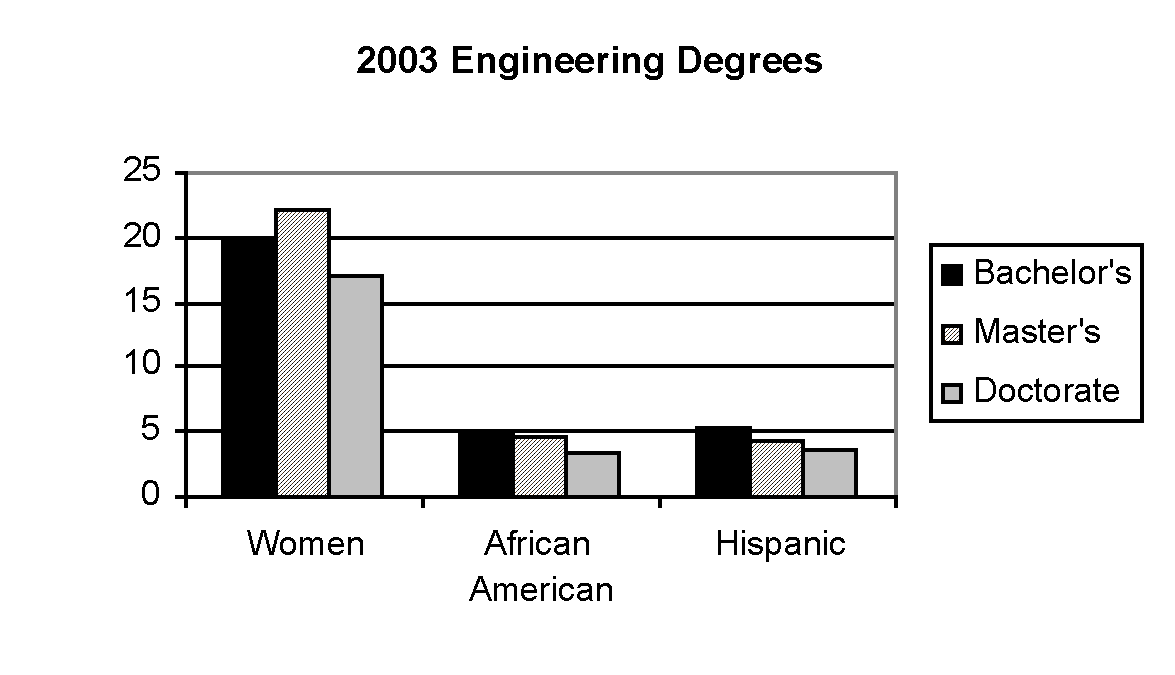 2003 Engineering Degrees
25
20
15
10
5
0
Women
African
American
Hispanic
Bachelor's
Master's
Doctorate